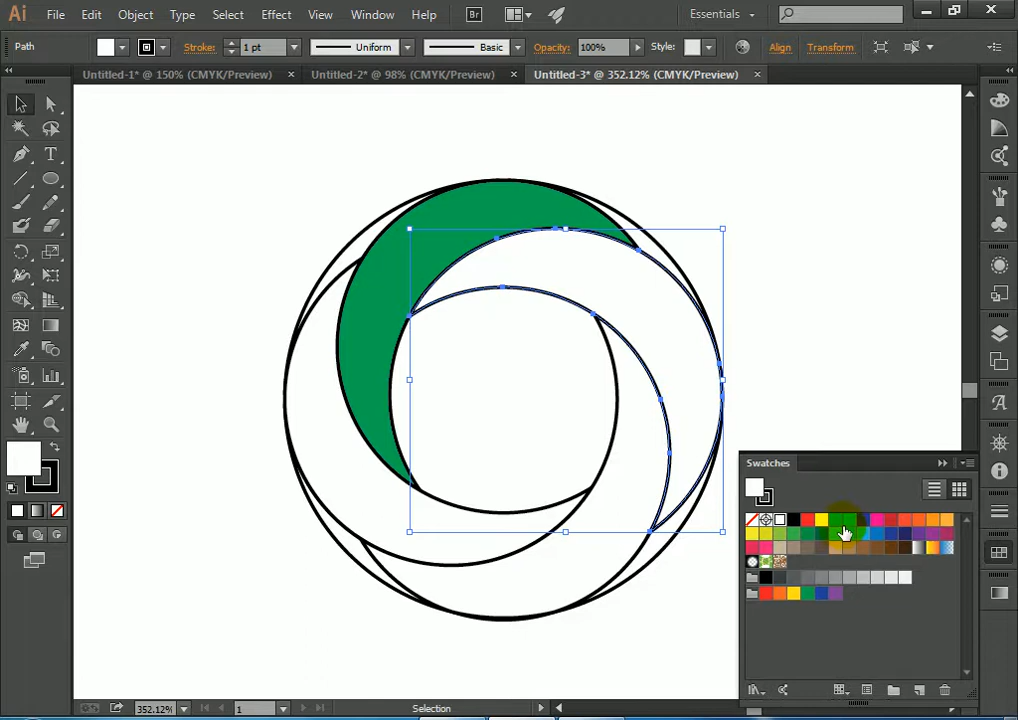 Ai File Edit Object Type Select Effect View Window Help Br Essentials
Path Stroke: 1 pt Uniform Basic Opacity: 100% Style: Align Transform
Untitled-1* @ 150% (CMYK/Preview) × Untitled-2* @ 98% (CMYK/Preview) × Untitled-3* @ 352.12% (CMYK/Preview) ×
Swatches
352.12% 1 Selection